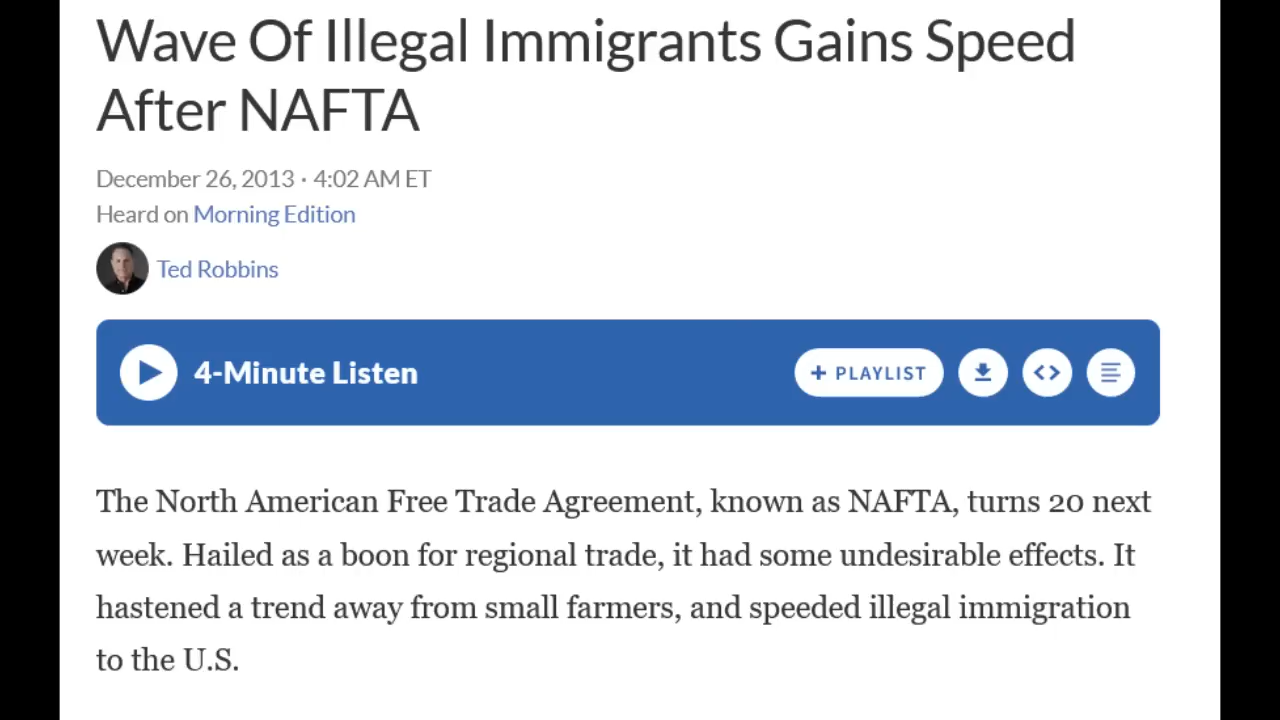 Wave Of Illegal Immigrants Gains Speed
After NAFTA
December 26, 2013 · 4:02 AM ET
Heard on Morning Edition
Ted Robbins
4-Minute Listen
+ PLAYLIST
The North American Free Trade Agreement, known as NAFTA, turns 20 next
week. Hailed as a boon for regional trade, it had some undesirable effects. It
hastened a trend away from small farmers, and speeded illegal immigration
to the U.S.